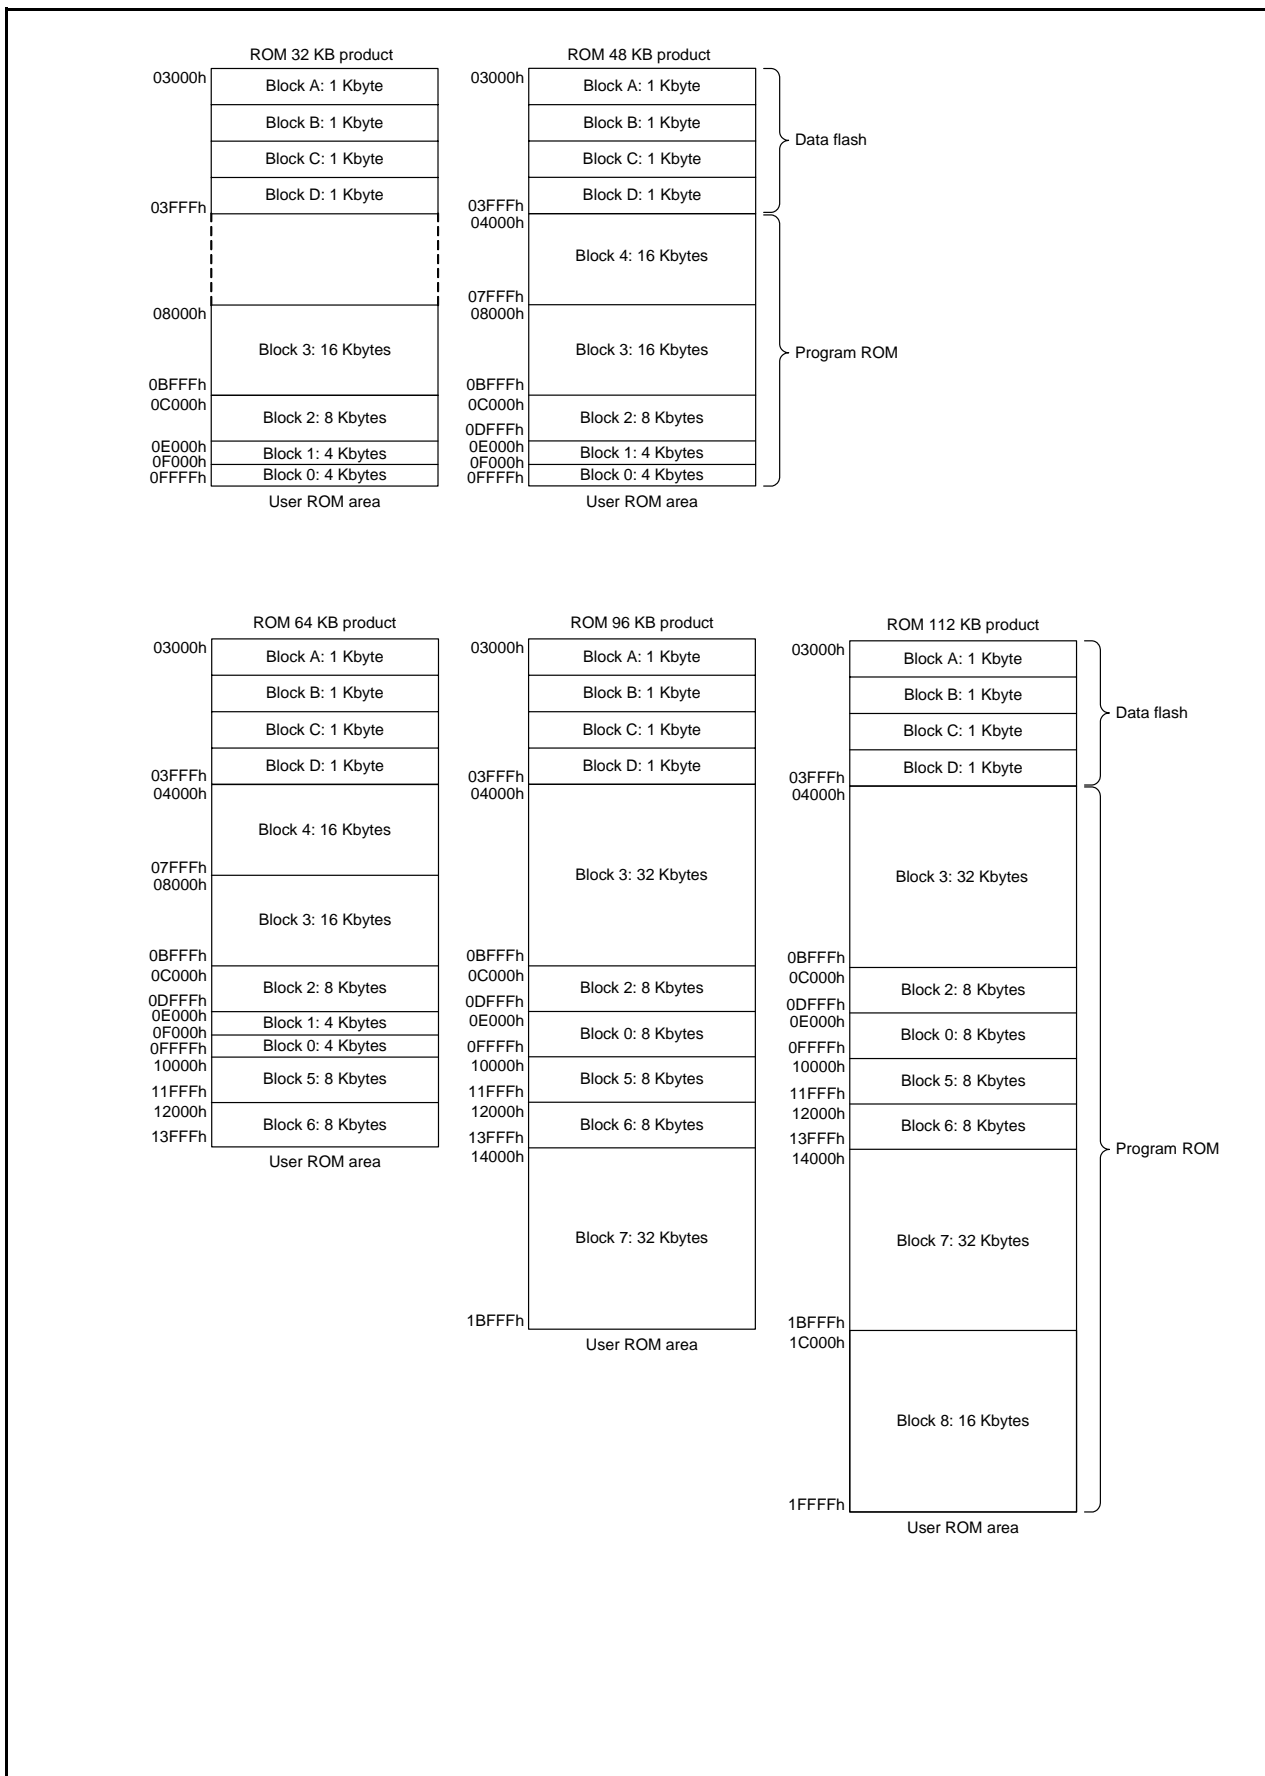 ROM 32 KB product
03000h
Block A: 1 Kbyte
Block B: 1 Kbyte
Block C: 1 Kbyte
Block D: 1 Kbyte
03FFFh
08000h
Block 3: 16 Kbytes
0BFFFh
0C000h
Block 2: 8 Kbytes
0E000h
Block 1: 4 Kbytes
0F000h
Block 0: 4 Kbytes
0FFFFh
User ROM area
ROM 48 KB product
03000h
Block A: 1 Kbyte
Block B: 1 Kbyte
Block C: 1 Kbyte
Block D: 1 Kbyte
03FFFh
04000h
Block 4: 16 Kbytes
07FFFh
08000h
Block 3: 16 Kbytes
0BFFFh
0C000h
Block 2: 8 Kbytes
0DFFFh
0E000h
Block 1: 4 Kbytes
0F000h
Block 0: 4 Kbytes
0FFFFh
User ROM area
Data flash
Program ROM
ROM 64 KB product
03000h
Block A: 1 Kbyte
Block B: 1 Kbyte
Block C: 1 Kbyte
Block D: 1 Kbyte
03FFFh
04000h
Block 4: 16 Kbytes
07FFFh
08000h
Block 3: 16 Kbytes
0BFFFh
0C000h
Block 2: 8 Kbytes
0DFFFh
0E000h
Block 1: 4 Kbytes
0F000h
Block 0: 4 Kbytes
0FFFFh
10000h
Block 5: 8 Kbytes
11FFFh
12000h
Block 6: 8 Kbytes
13FFFh
User ROM area
ROM 96 KB product
03000h
Block A: 1 Kbyte
Block B: 1 Kbyte
Block C: 1 Kbyte
Block D: 1 Kbyte
03FFFh
04000h
Block 3: 32 Kbytes
0BFFFh
0C000h
Block 2: 8 Kbytes
0DFFFh
0E000h
Block 0: 8 Kbytes
0FFFFh
10000h
Block 5: 8 Kbytes
11FFFh
12000h
Block 6: 8 Kbytes
13FFFh
14000h
Block 7: 32 Kbytes
1BFFFh
User ROM area
ROM 112 KB product
03000h
Block A: 1 Kbyte
Block B: 1 Kbyte
Block C: 1 Kbyte
Block D: 1 Kbyte
03FFFh
04000h
Block 3: 32 Kbytes
0BFFFh
0C000h
Block 2: 8 Kbytes
0DFFFh
0E000h
Block 0: 8 Kbytes
0FFFFh
10000h
Block 5: 8 Kbytes
11FFFh
12000h
Block 6: 8 Kbytes
13FFFh
14000h
Block 7: 32 Kbytes
1BFFFh
1C000h
Block 8: 16 Kbytes
1FFFFh
User ROM area
Data flash
Program ROM